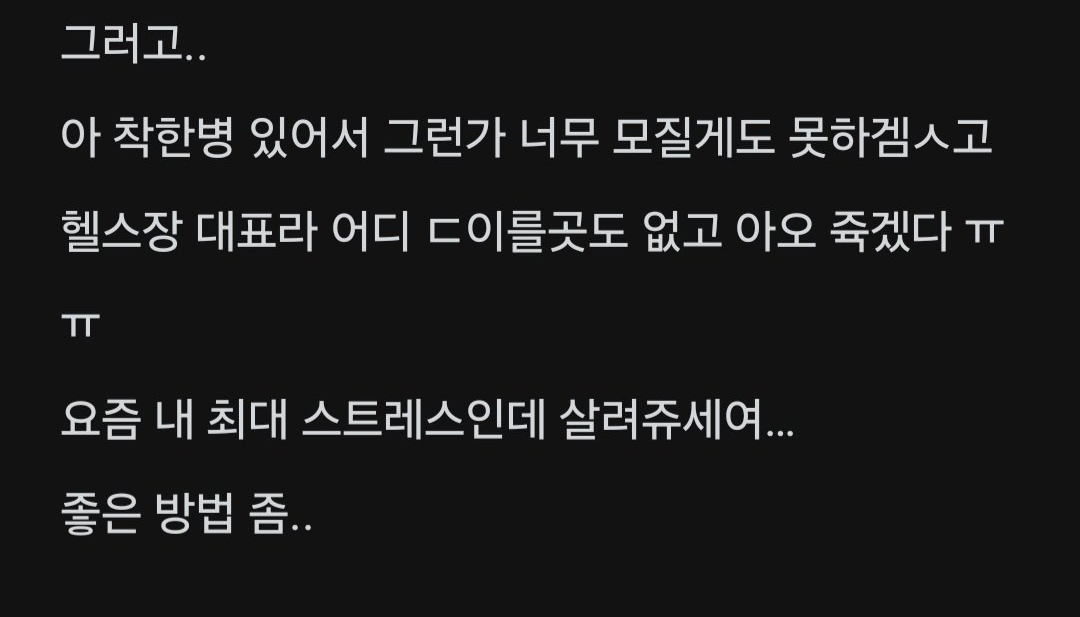 그러고..
아 착한병 있어서 그런가 너무 모질게도 못하겜ㅅ고
헬스장 대표라 어디 ㄷ이를곳도 없고 아오 쥭겠다 ㅠ
ㅠ
요즘 내 최대 스트레스인데 살려쥬세여...
좋은 방법 좀..